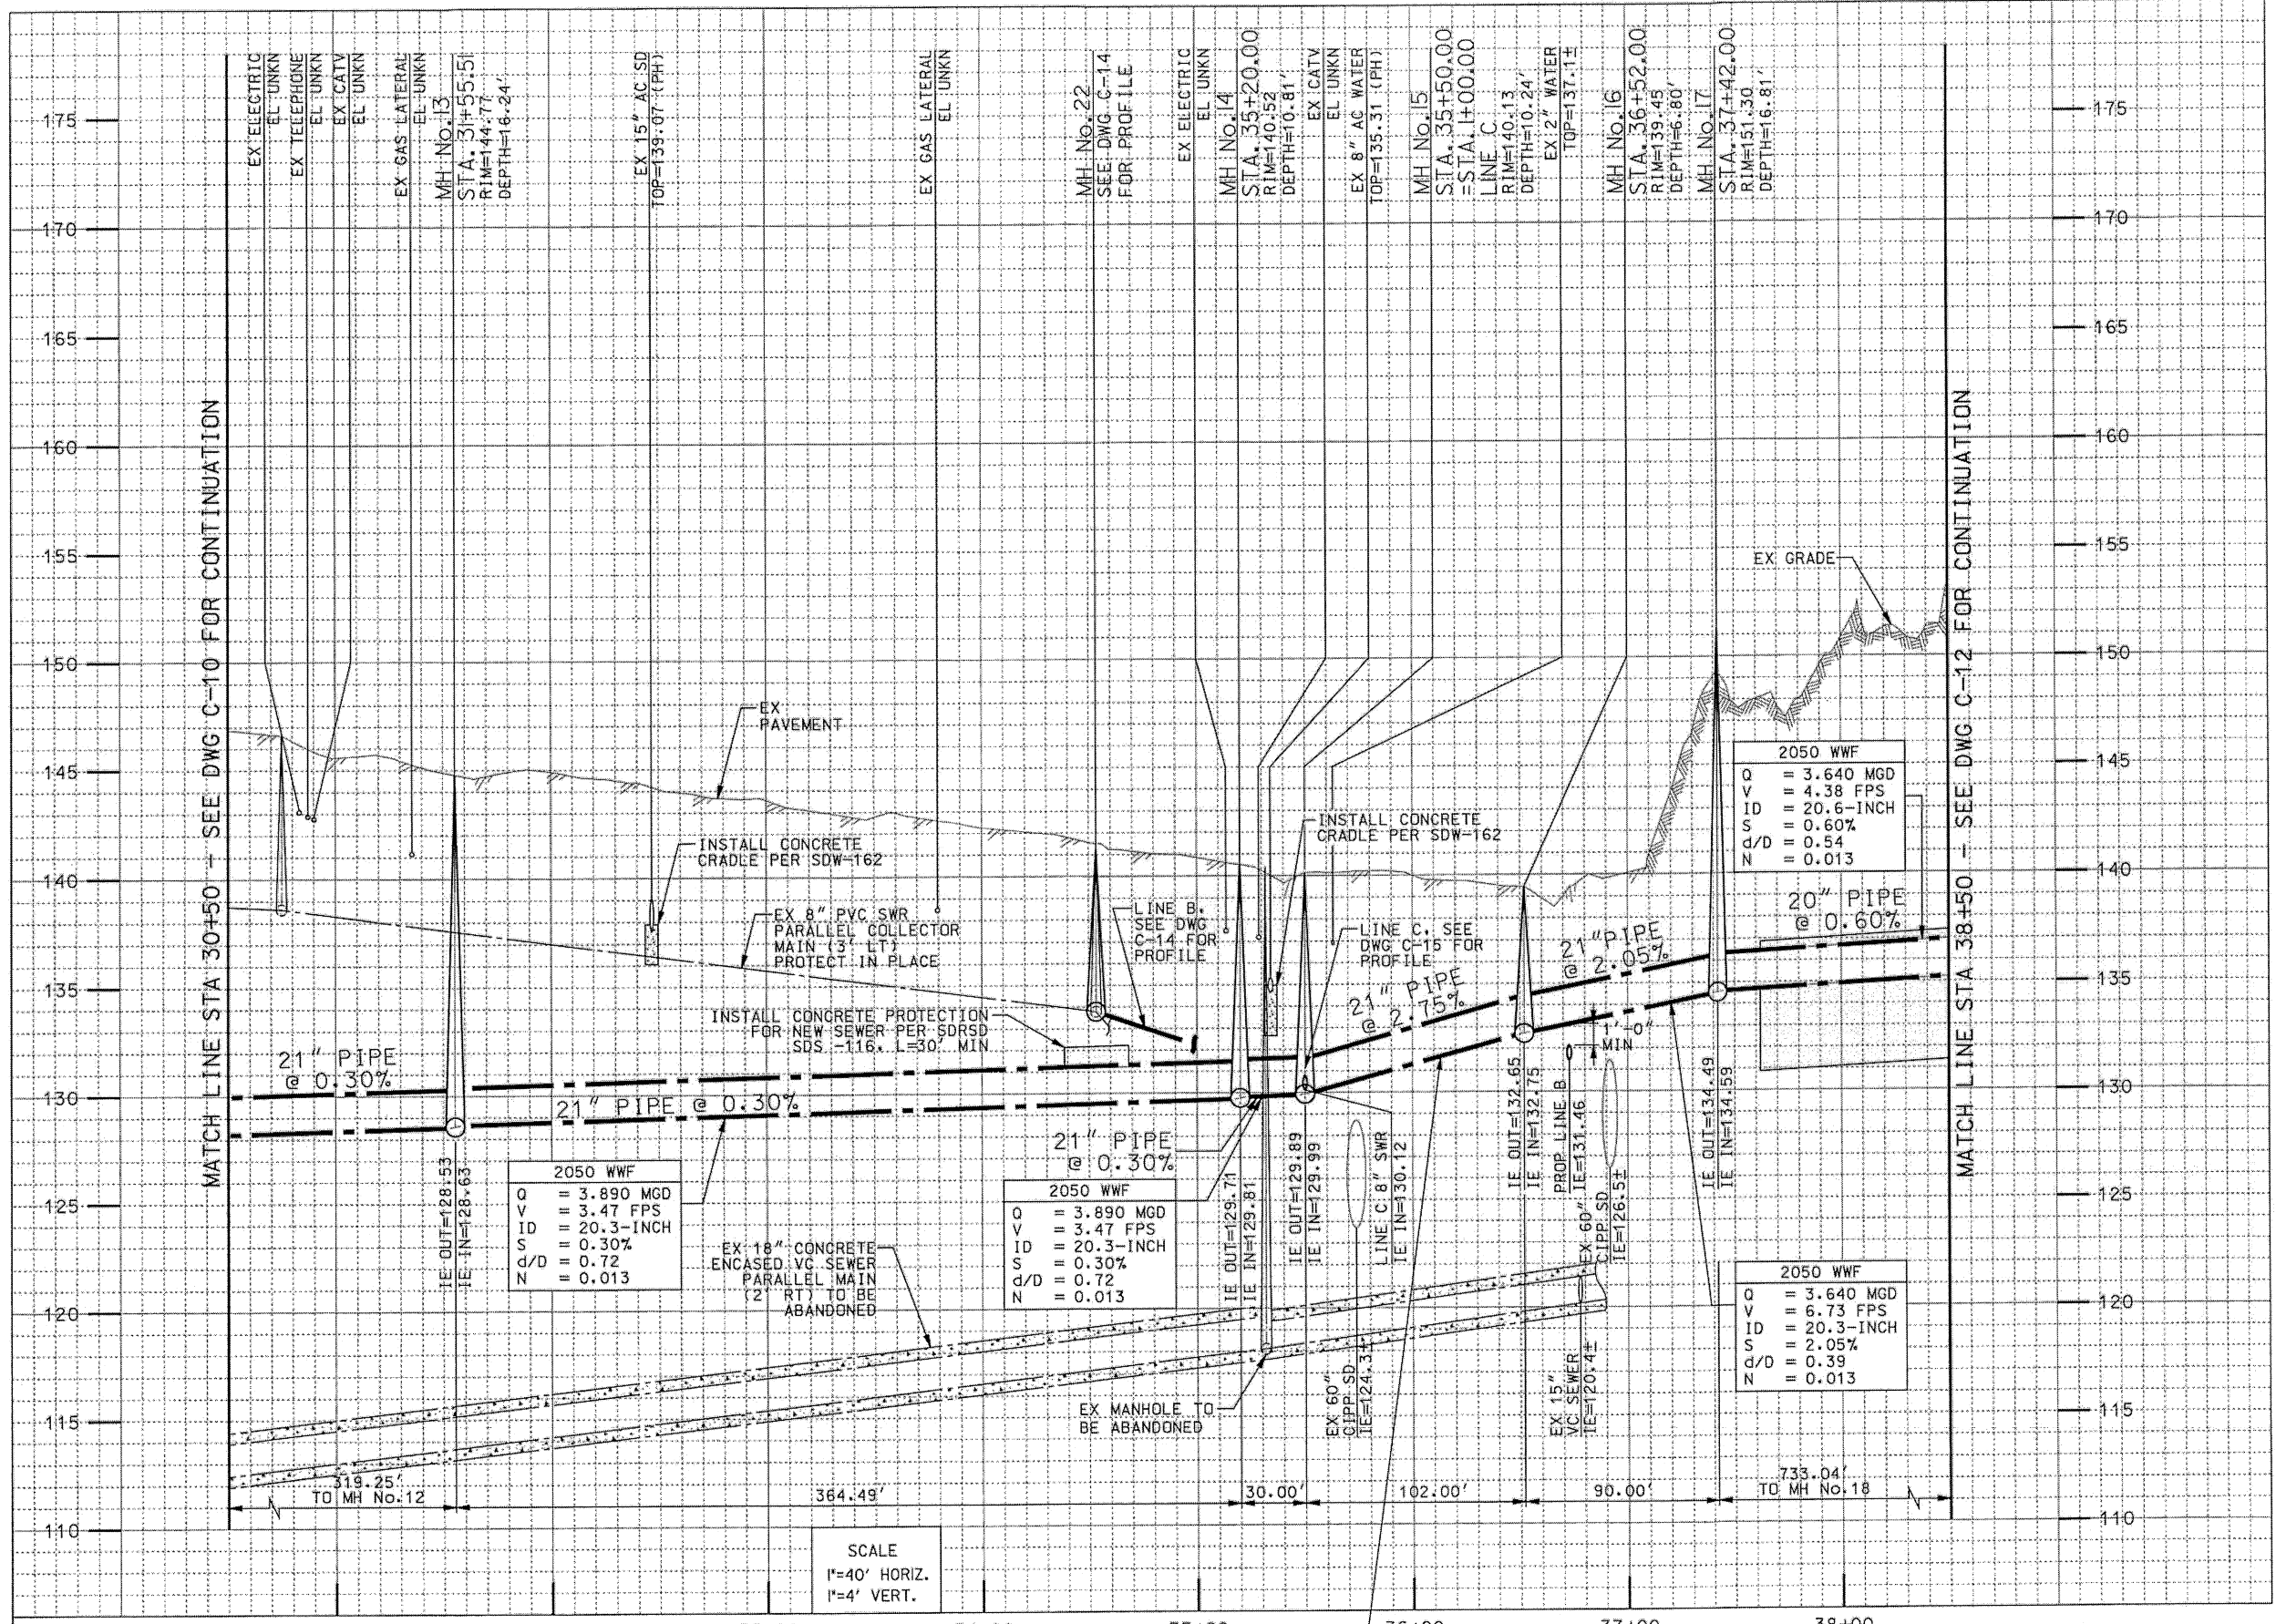 EX ELECTRIC
EL UNKN
EX TELEPHONE
EL UNKN
EX CATV
EL UNKN
EX GAS LATERAL
EL UNKN
MH No.13
STA. 31+55.51
RIM=144.77
DEPTH=16.24'
EX 15" AC SD
TOP=139.07 (PH)
EX GAS LATERAL
EL UNKN
MH No.22
SEE DWG C-14
FOR PROFILE
EX ELECTRIC
EL UNKN
MH No.14
STA. 35+20.00
RIM=140.52
DEPTH=10.81'
EX CATV
EL UNKN
EX 8" AC WATER
TOP=135.31 (PH)
MH No.15
STA. 35+50.00
=STA.1+00.00
LINE C
RIM=140.13
DEPTH=10.24'
EX 2" WATER
TOP=137.1±
MH No.16
STA. 36+52.00
RIM=139.45
DEPTH=6.80'
MH No.17
STA. 37+42.00
RIM=151.30
DEPTH=16.81'
175
170
165
160
155
150
145
140
135
130
125
120
115
110
175
170
165
160
155
150
145
140
135
130
125
120
115
110
MATCH LINE STA 30+50 - SEE DWG C-10 FOR CONTINUATION
MATCH LINE STA 38+50 - SEE DWG C-12 FOR CONTINUATION
EX GRADE
EX
PAVEMENT
INSTALL CONCRETE
CRADLE PER SDW-162
INSTALL CONCRETE
CRADLE PER SDW-162
EX 8" PVC SWR
PARALLEL COLLECTOR
MAIN (3' LT)
PROTECT IN PLACE
LINE B.
SEE DWG
C-14 FOR
PROFILE
LINE C. SEE
DWG C-15 FOR
PROFILE
INSTALL CONCRETE PROTECTION
FOR NEW SEWER PER SDRSD
SDS -116. L=30' MIN
21" PIPE
@ 0.30%
21" PIPE @ 0.30%
21" PIPE
@ 0.30%
21" PIPE
@ 2.75%
21"PIPE
@ 2.05%
20" PIPE
@ 0.60%
1'-0"
MIN
2050 WWF
Q = 3.640 MGD
V = 4.38 FPS
ID = 20.6-INCH
S = 0.60%
d/D = 0.54
N = 0.013
2050 WWF
Q = 3.890 MGD
V = 3.47 FPS
ID = 20.3-INCH
S = 0.30%
d/D = 0.72
N = 0.013
2050 WWF
Q = 3.890 MGD
V = 3.47 FPS
ID = 20.3-INCH
S = 0.30%
d/D = 0.72
N = 0.013
2050 WWF
Q = 3.640 MGD
V = 6.73 FPS
ID = 20.3-INCH
S = 2.05%
d/D = 0.39
N = 0.013
IE OUT=128.53
IE IN=128.63
IE OUT=129.71
IE IN=129.81
IE OUT=129.89
IE IN=129.99
LINE C 8" SWR
IE IN=130.12
IE OUT=132.65
IE IN=132.75
PROP LINE B
IE=131.46
EX 60"
CIPP SD
IE=126.5±
IE OUT=134.49
IE IN=134.59
EX 18" CONCRETE
ENCASED VC SEWER
PARALLEL MAIN
(2' RT) TO BE
ABANDONED
EX MANHOLE TO
BE ABANDONED
EX 60"
CIPP SD
IE=124.3±
EX 15"
VC SEWER
IE=120.4±
319.25'
TO MH No.12
364.49'
30.00'
102.00'
90.00'
733.04'
TO MH No.18
SCALE
1"=40' HORIZ.
1"=4' VERT.